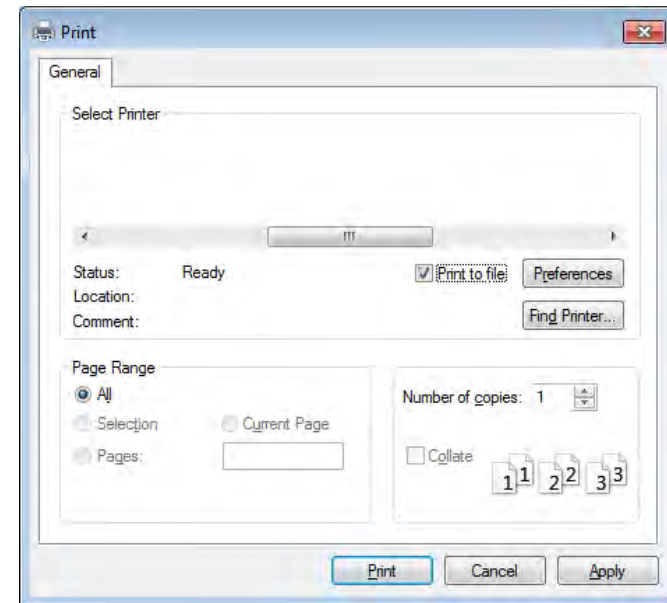 Print
General
Select Printer
Status: Ready
Print to file
Preferences
Location:
Comment:
Find Printer...
Page Range
All
Selection
Current Page
Pages:
Number of copies: 1
Collate
1 1 2 2 3 3
Print
Cancel
Apply